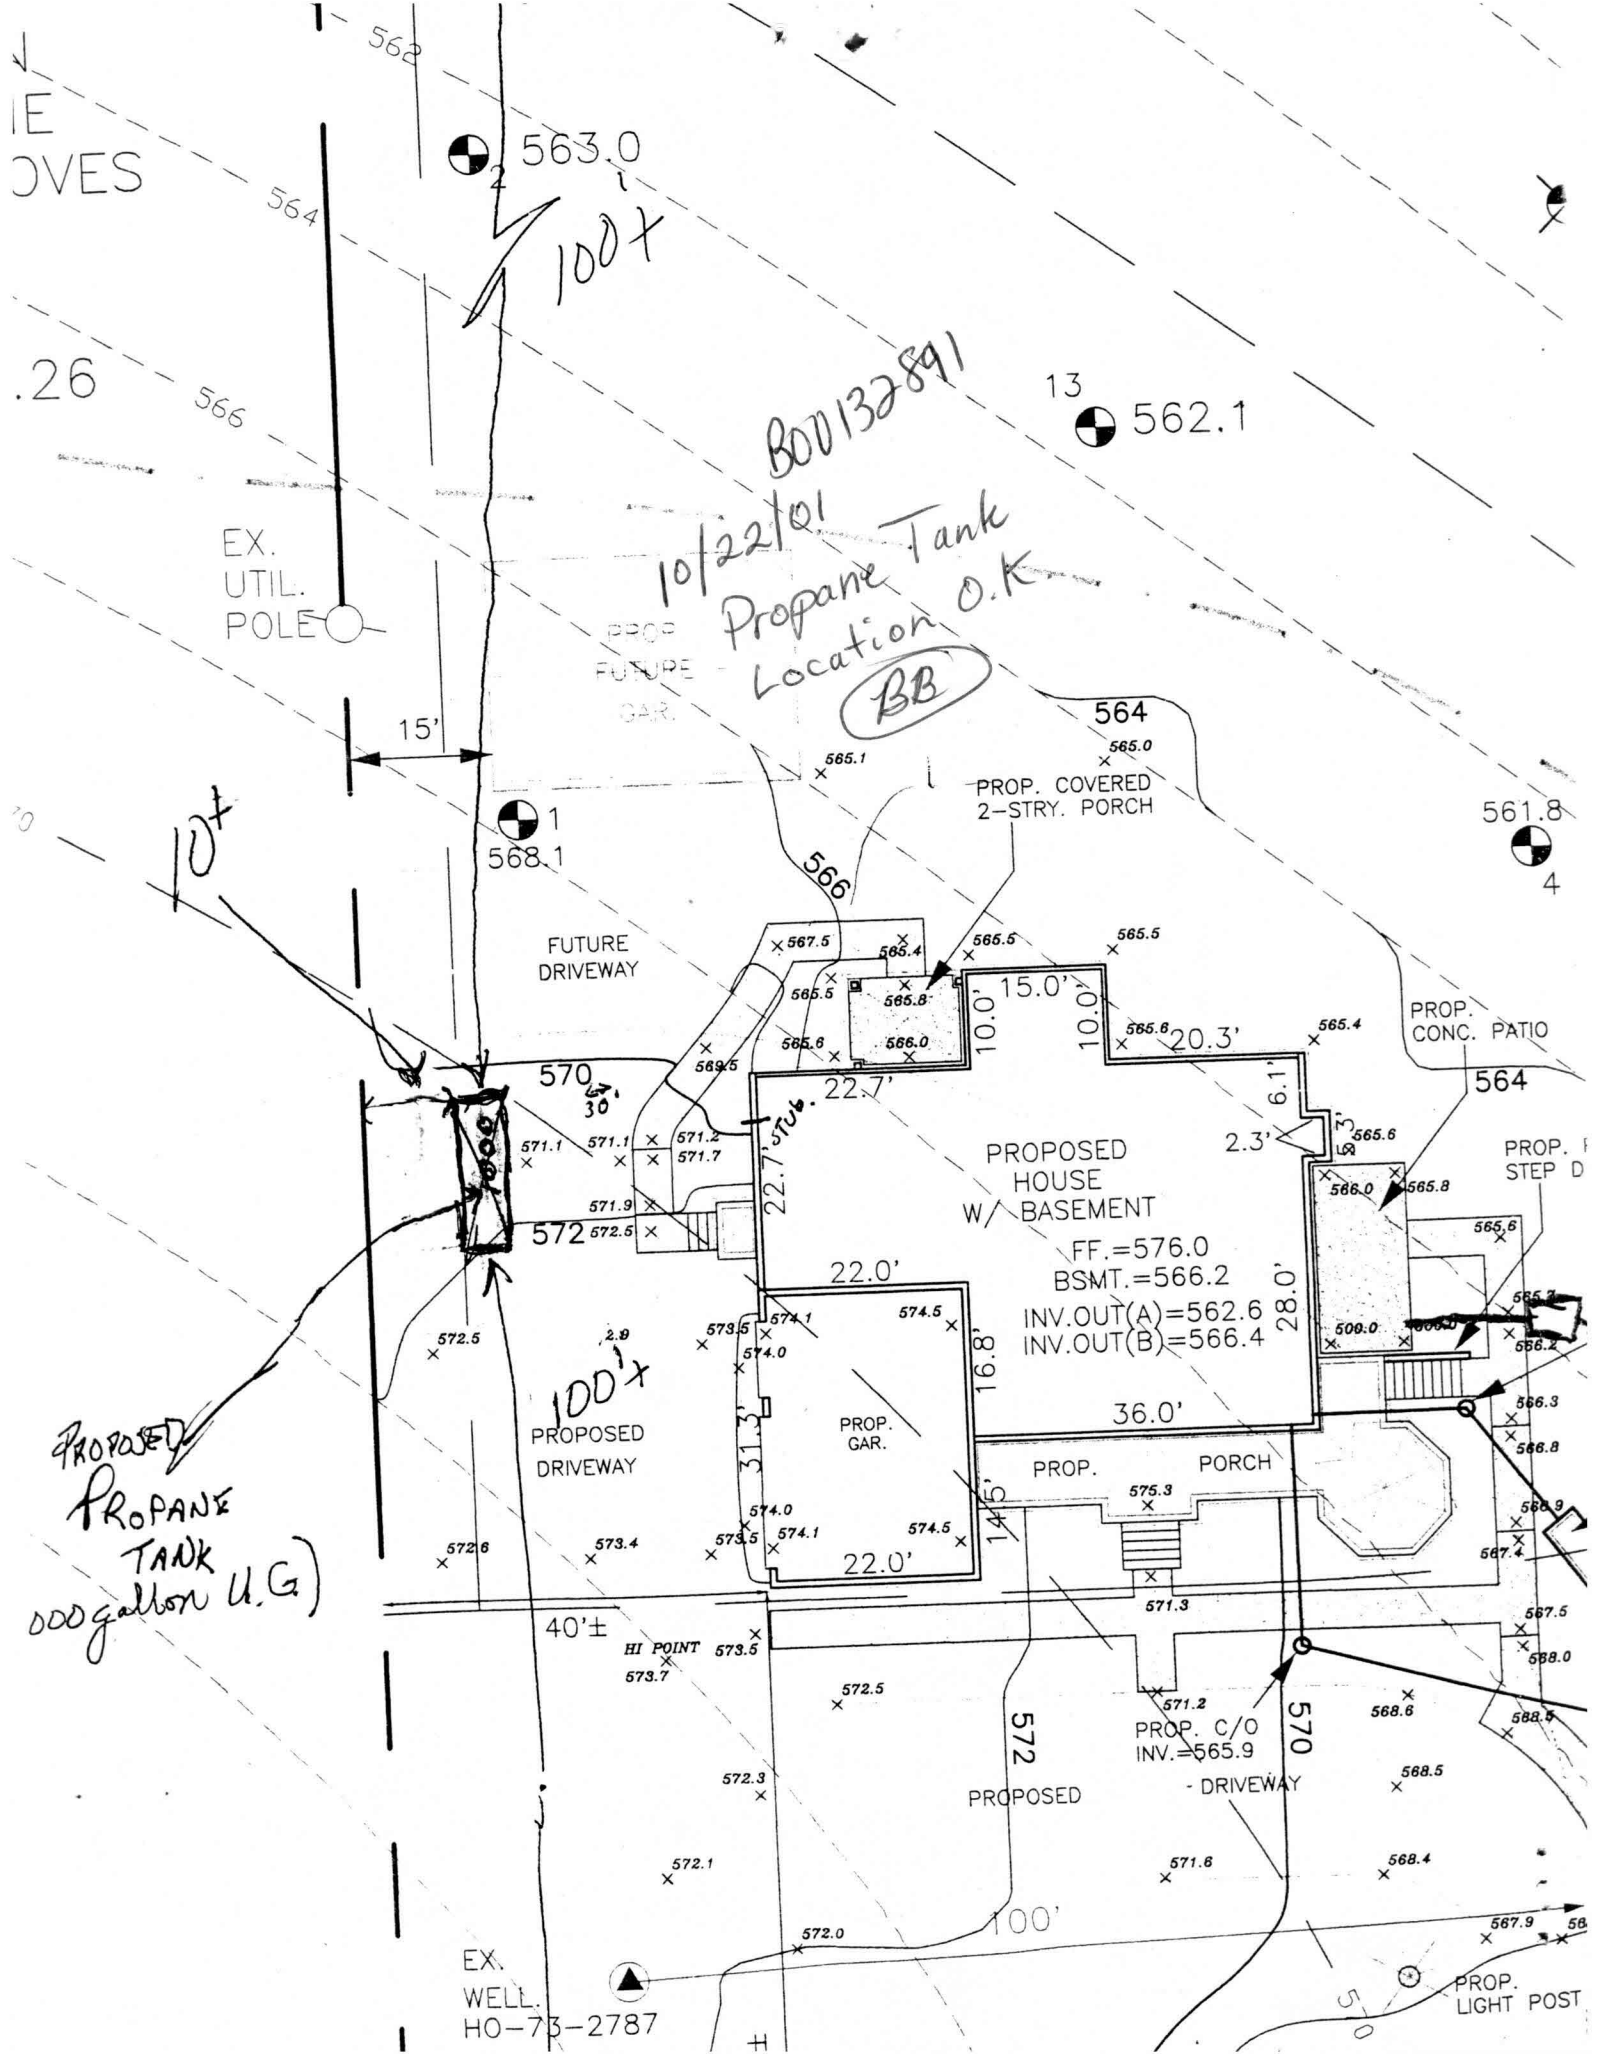 562
IE
OVES
563.0
2
564
100'+
.26
566
B00132891
13
562.1
10/22/01
Propane Tank
Location O.K
BB
EX.
UTIL.
POLE
PROP
FUTURE
GAR.
15'
564
565.1
565.0
PROP. COVERED
2-STRY. PORCH
10+
1
568.1
561.8
4
566
FUTURE
DRIVEWAY
567.5
565.4
565.5
565.5
565.5
565.8
15.0'
10.0'
10.0'
PROP.
CONC. PATIO
565.6
566.0
565.6
20.3'
565.4
569.5
570
30'
22.7'
564
6.1'
STUB.
571.1
571.1
571.2
571.7
22.7'
2.3'
5.3'
565.6
PROPOSED
HOUSE
W/ BASEMENT
PROP.
STEP D
566.0
565.8
571.9
572
572.5
565.6
FF.=576.0
BSMT.=566.2
INV.OUT(A)=562.6
INV.OUT(B)=566.4
22.0'
28.0'
574.1
574.5
573.5
574.0
572.5
2.9
566.2
16.8'
100'+
PROPOSED
DRIVEWAY
31.3'
PROP.
GAR.
36.0'
566.3
566.8
PROP. PORCH
575.3
PROPOSED
PROPANE
TANK
000 gallon U.G)
14.5'
574.0
574.1
574.5
573.5
573.4
572.6
22.0'
566.9
567.4
571.3
40'±
HI POINT
573.7
573.5
567.5
568.0
572.5
571.2
568.6
568.5
572
570
PROP. C/O
INV.=565.9
572.3
568.5
PROPOSED - DRIVEWAY
572.1
571.6
568.4
100'
572.0
567.9
EX.
WELL
HO-73-2787
PROP.
LIGHT POST